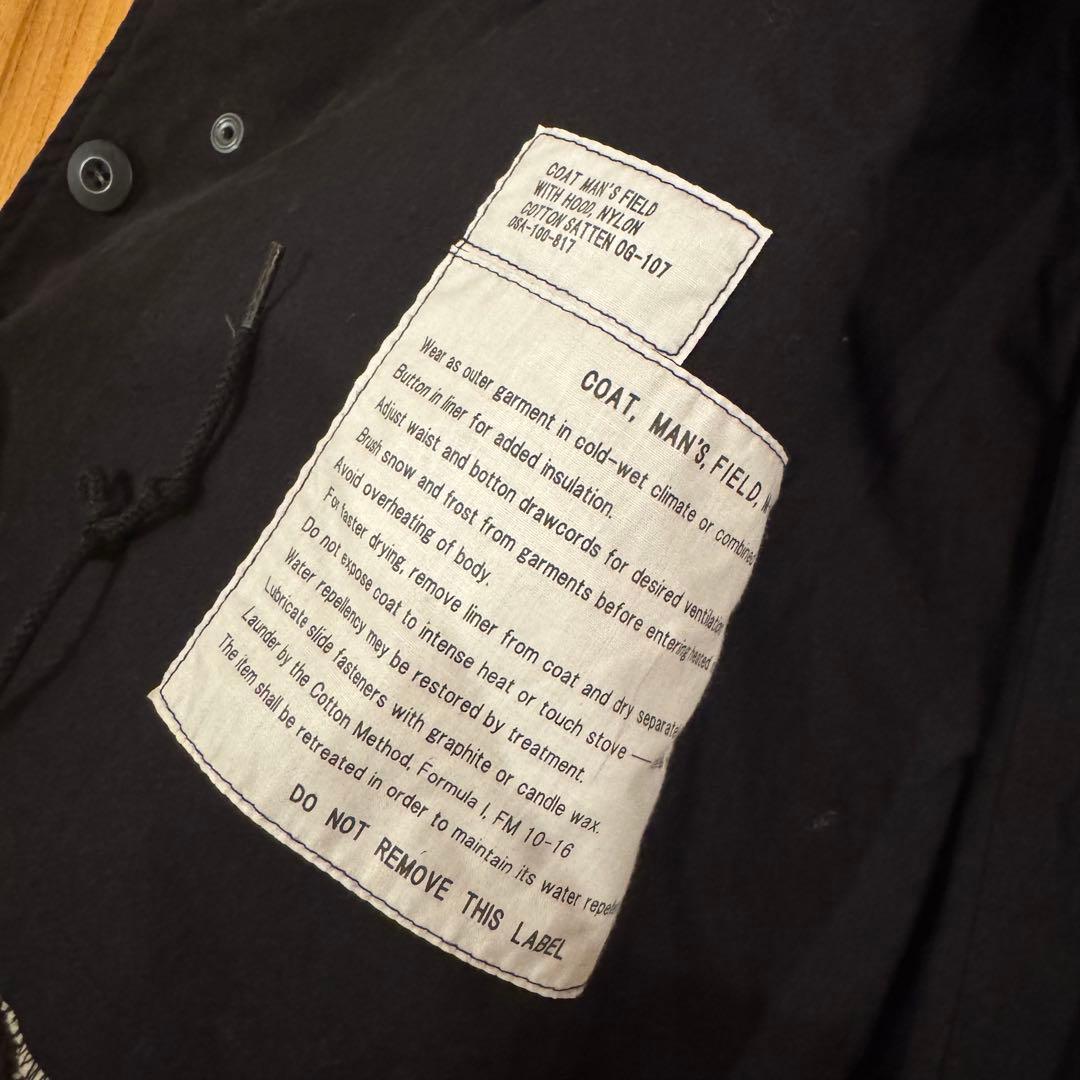 COAT MAN'S FIELD
WITH HOOD, NYLON
COTTON SATTEN OG-107
DSA-100-817
COAT, MAN'S, FIELD,
Wear as outer garment in cold-wet climate or combined
Button in liner for added insulation.
Adjust waist and botton drawcords for desired ventilation
Brush snow and frost from garments before entering heated
Avoid overheating of body.
For faster drying, remove liner from coat and dry separate
Do not expose coat to intense heat or touch stove —
Water repellency mey be restored by treatment.
Lubricate slide fasteners with graphite or candle wax.
Launder by the Cotton Method, Formula I, FM 10-16
The item shall be retreated in order to maintain its water
DO NOT REMOVE THIS LABEL